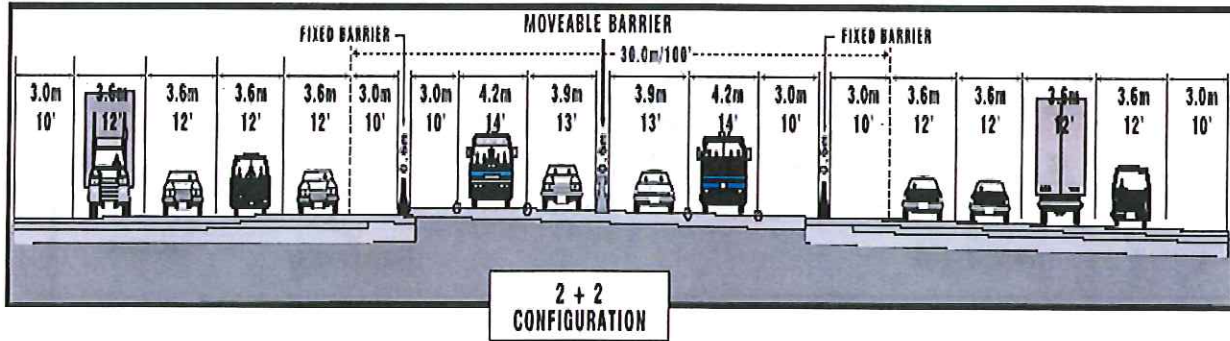 MOVEABLE BARRIER
FIXED BARRIER
FIXED BARRIER
30.0m/100'
3.0m 3.6m 3.6m 3.6m 3.6m 3.0m 3.0m 4.2m 3.9m 3.9m 4.2m 3.0m 3.0m 3.6m 3.6m 3.6m 3.6m 3.0m
10' 12' 12' 12' 12' 10' 10' 14' 13' 13' 14' 10' 10' 12' 12' 12' 12' 10'
2 + 2
CONFIGURATION